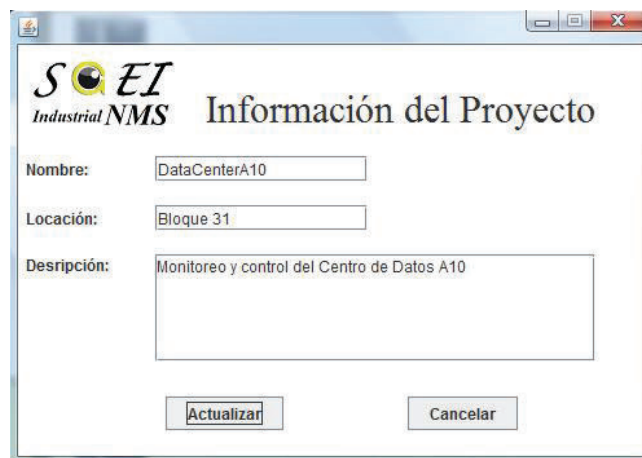 SQEI
Industrial NMS
Información del Proyecto
Nombre:
DataCenterA10
Locación:
Bloque 31
Desripción:
Monitoreo y control del Centro de Datos A10
Actualizar
Cancelar